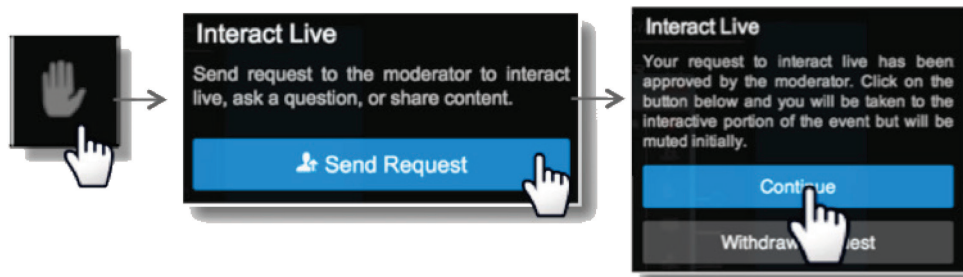 Interact Live
Send request to the moderator to interact
live, ask a question, or share content.
Send Request
Interact Live
Your request to interact live has been
approved by the moderator. Click on the
button below and you will be taken to the
interactive portion of the event but will be
muted initially.
Continue